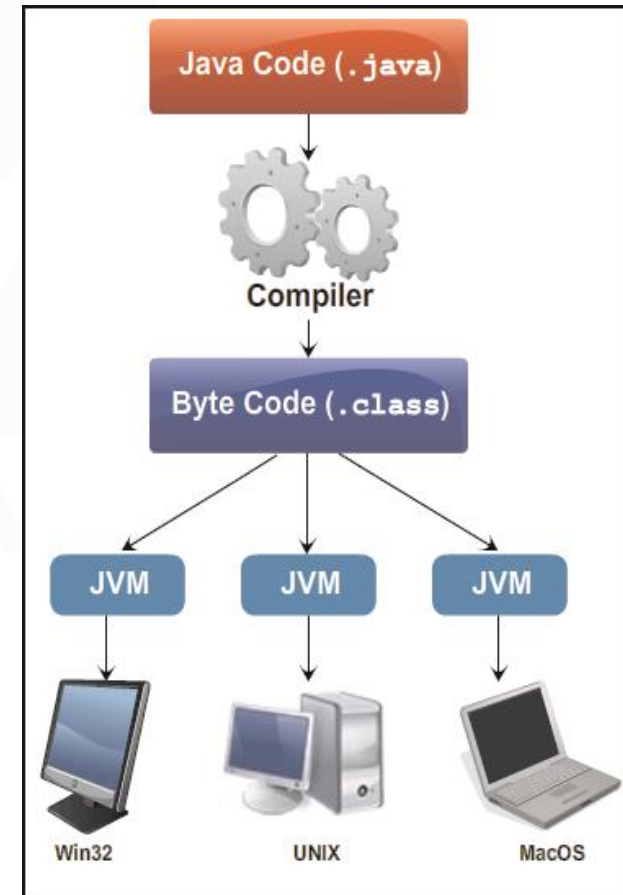 Java Code (.java)
Compiler
Byte Code (.class)
JVM JVM JVM
Win32 UNIX MacOS